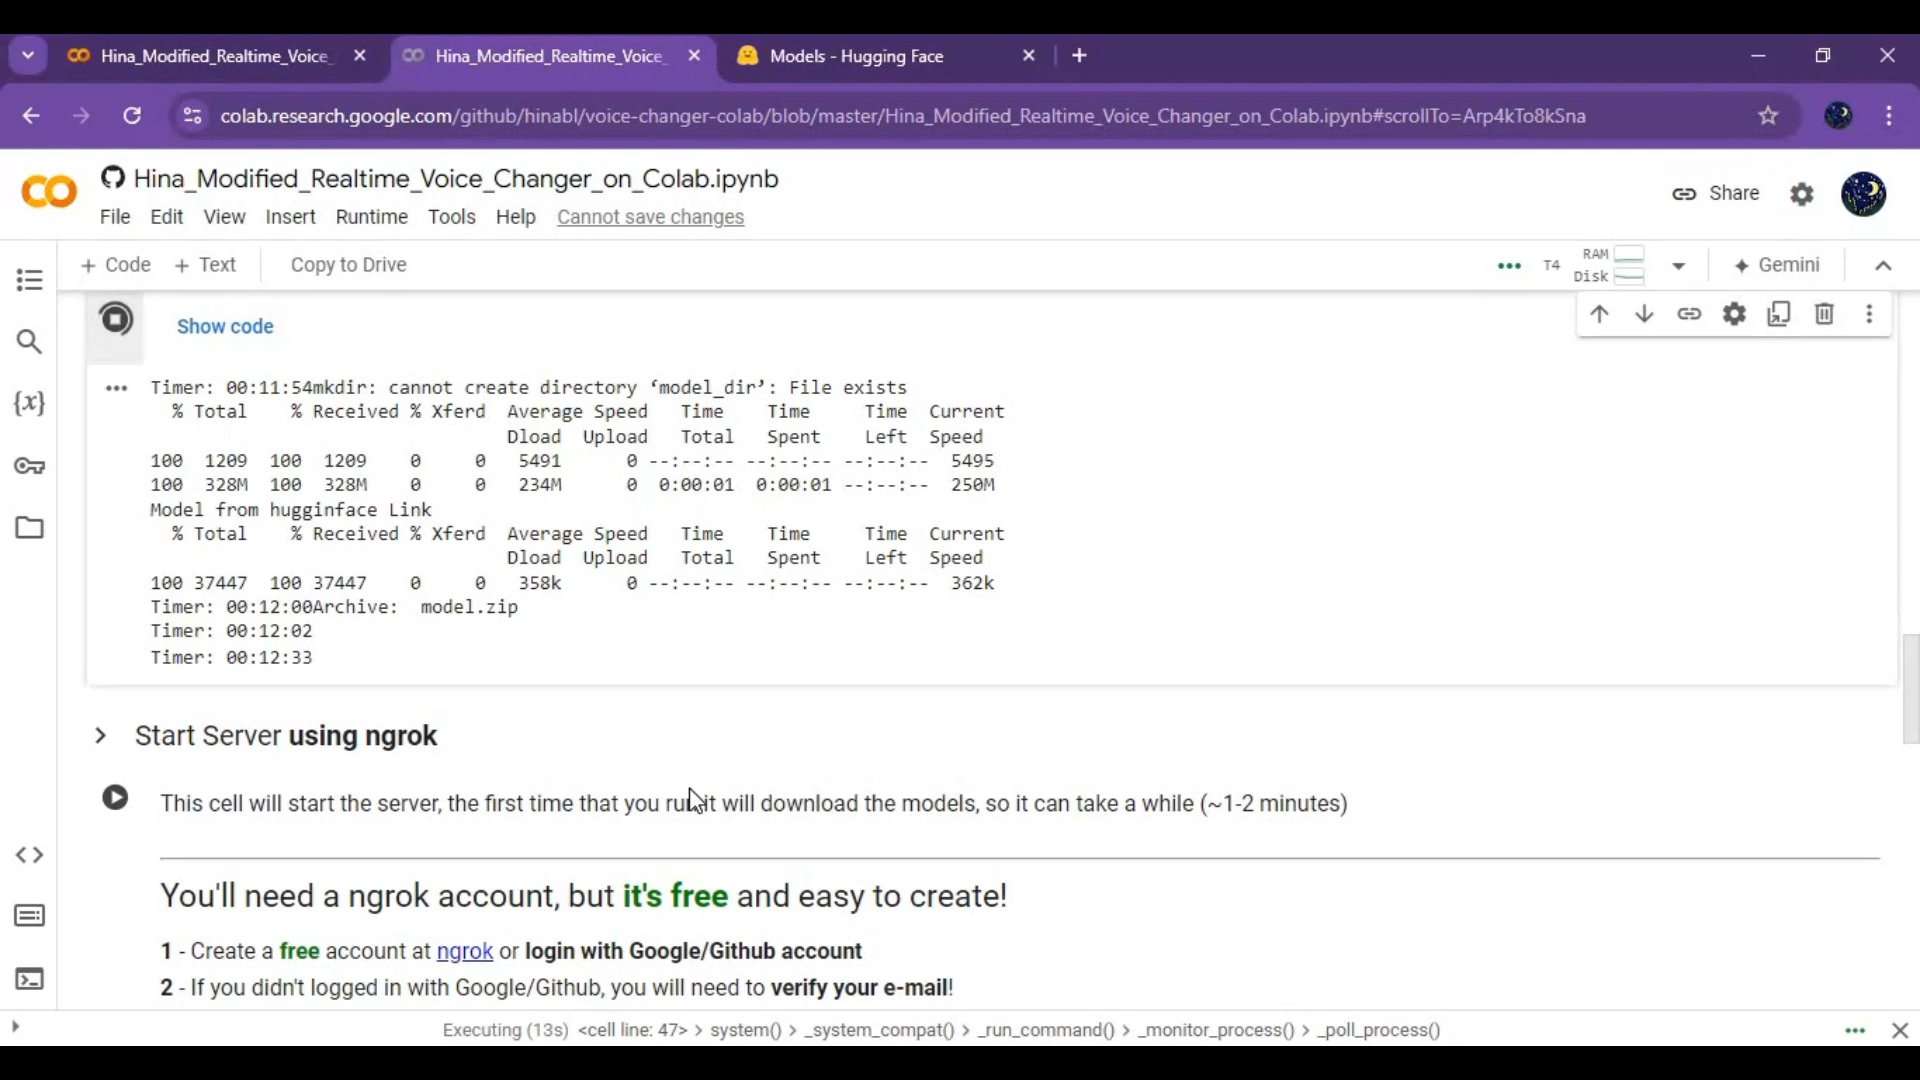 Hina_Modified_Realtime_Voice_
Hina_Modified_Realtime_Voice_
Models - Hugging Face
colab.research.google.com/github/hinabl/voice-changer-colab/blob/master/Hina_Modified_Realtime_Voice_Changer_on_Colab.ipynb#scrollTo=Arp4kTo8kSna
Hina_Modified_Realtime_Voice_Changer_on_Colab.ipynb
Share
File Edit View Insert Runtime Tools Help Cannot save changes
+ Code + Text Copy to Drive
T4
RAM
Disk
Gemini
Show code
Timer: 00:11:54mkdir: cannot create directory ‘model_dir’: File exists
% Total % Received % Xferd Average Speed Time Time Time Current
Dload Upload Total Spent Left Speed
100 1209 100 1209 0 0 5491 0 --:--:-- --:--:-- --:--:-- 5495
100 328M 100 328M 0 0 234M 0 0:00:01 0:00:01 --:--:-- 250M
Model from hugginface Link
% Total % Received % Xferd Average Speed Time Time Time Current
Dload Upload Total Spent Left Speed
100 37447 100 37447 0 0 358k 0 --:--:-- --:--:-- --:--:-- 362k
Timer: 00:12:00Archive: model.zip
Timer: 00:12:02
Timer: 00:12:33
Start Server using ngrok
This cell will start the server, the first time that you run it will download the models, so it can take a while (~1-2 minutes)
You'll need a ngrok account, but it's free and easy to create!
1 - Create a free account at ngrok or login with Google/Github account
2 - If you didn't logged in with Google/Github, you will need to verify your e-mail!
Executing (13s) <cell line: 47> > system() > _system_compat() > _run_command() > _monitor_process() > _poll_process()